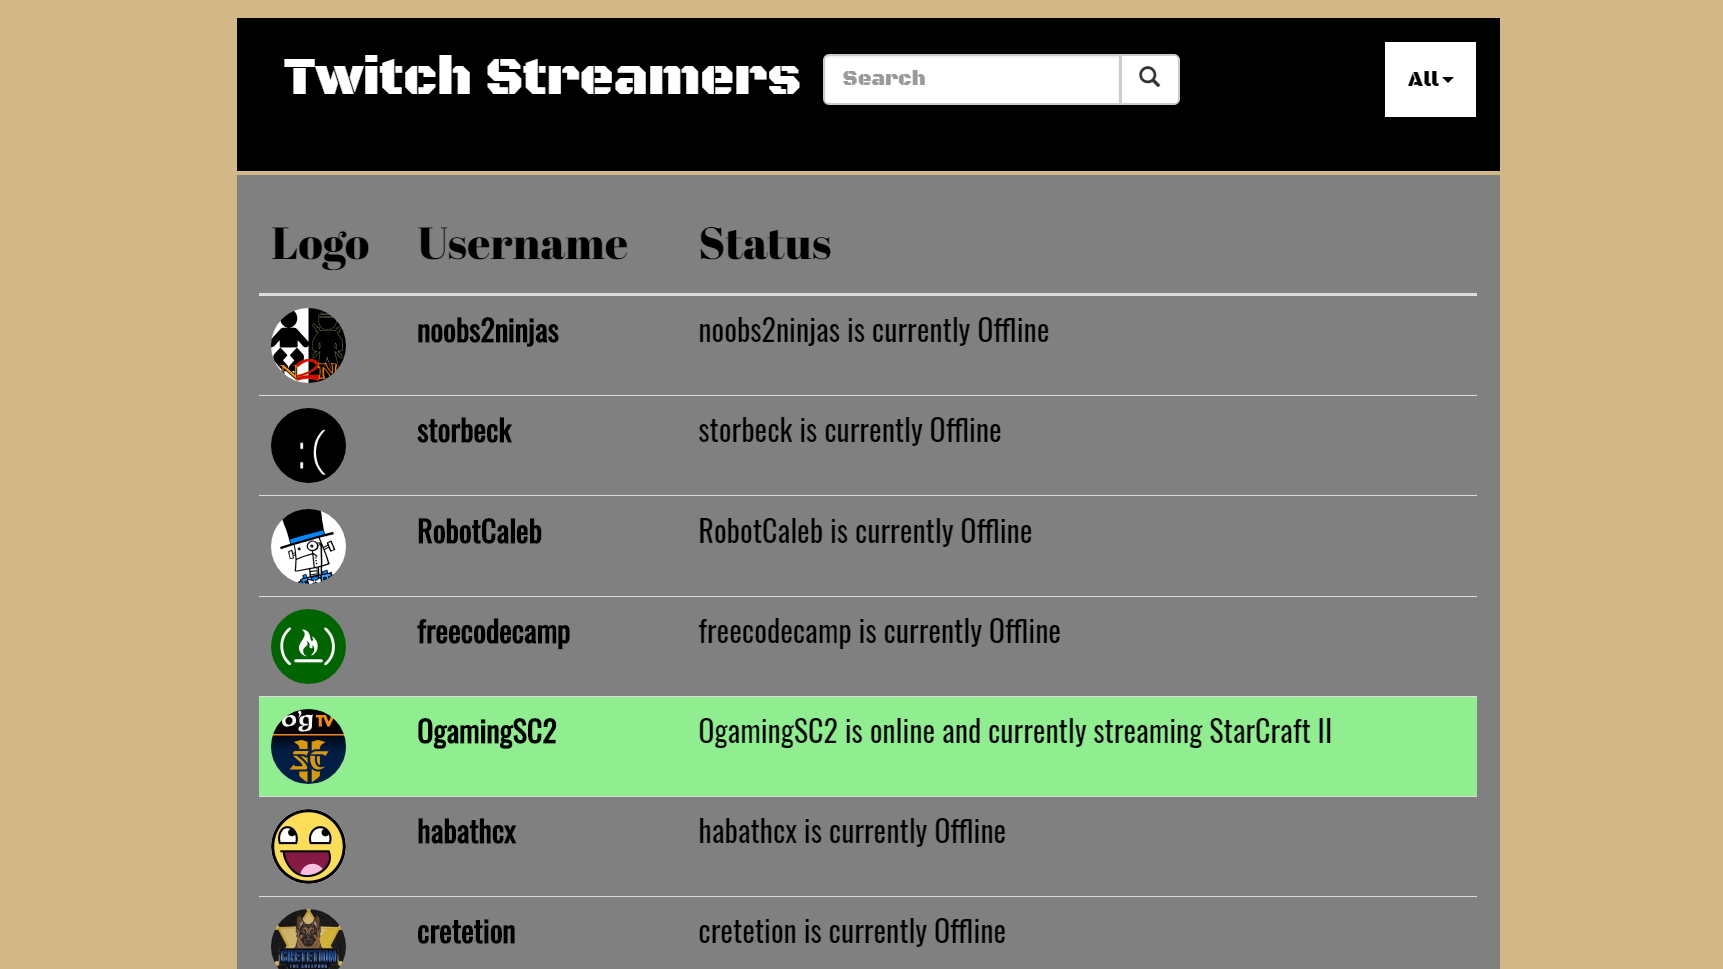 Twitch Streamers
Search
All
Logo Username Status
noobs2ninjas noobs2ninjas is currently Offline
N2N
:( storbeck storbeck is currently Offline
RobotCaleb RobotCaleb is currently Offline
freecodecamp freecodecamp is currently Offline
o'g TV
SC OgamingSC2 OgamingSC2 is online and currently streaming StarCraft II
habathcx habathcx is currently Offline
cretetion cretetion is currently Offline
CRETETION